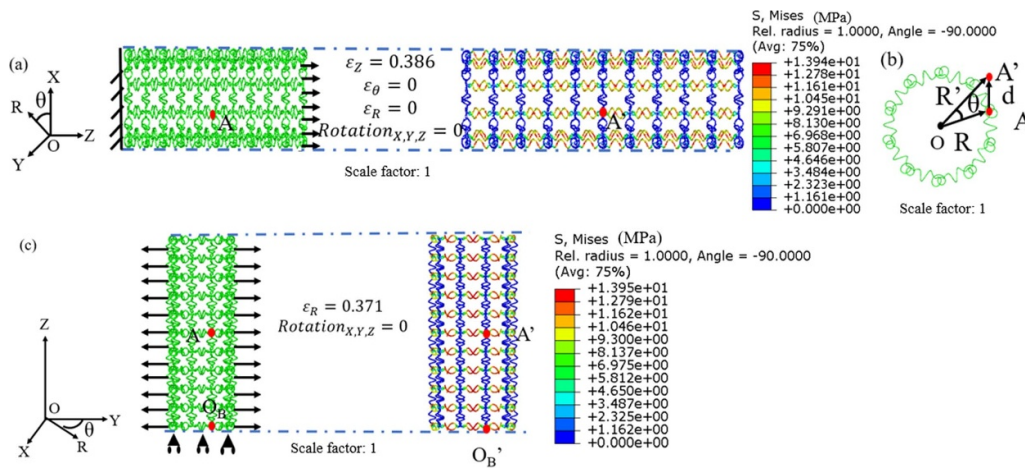 (a)
X
θ
R
O
Z
Y
A
ε_Z = 0.386
ε_θ = 0
ε_R = 0
Rotation_{X,Y,Z} = 0
Scale factor: 1
A'
S, Mises (MPa)
Rel. radius = 1.0000, Angle = -90.0000
(Avg: 75%)
+1.394e+01
+1.278e+01
+1.161e+01
+1.045e+01
+9.291e+00
+8.130e+00
+6.968e+00
+5.807e+00
+4.646e+00
+3.484e+00
+2.323e+00
+1.161e+00
+0.000e+00
(b)
A'
R'
θ
d
A
O
R
Scale factor: 1
(c)
Z
O
Y
θ
X
R
A
O_B
ε_R = 0.371
Rotation_{X,Y,Z} = 0
Scale factor: 1
A'
O_B'
S, Mises (MPa)
Rel. radius = 1.0000, Angle = -90.0000
(Avg: 75%)
+1.395e+01
+1.279e+01
+1.162e+01
+1.046e+01
+9.300e+00
+8.137e+00
+6.975e+00
+5.812e+00
+4.650e+00
+3.487e+00
+2.325e+00
+1.162e+00
+0.000e+00